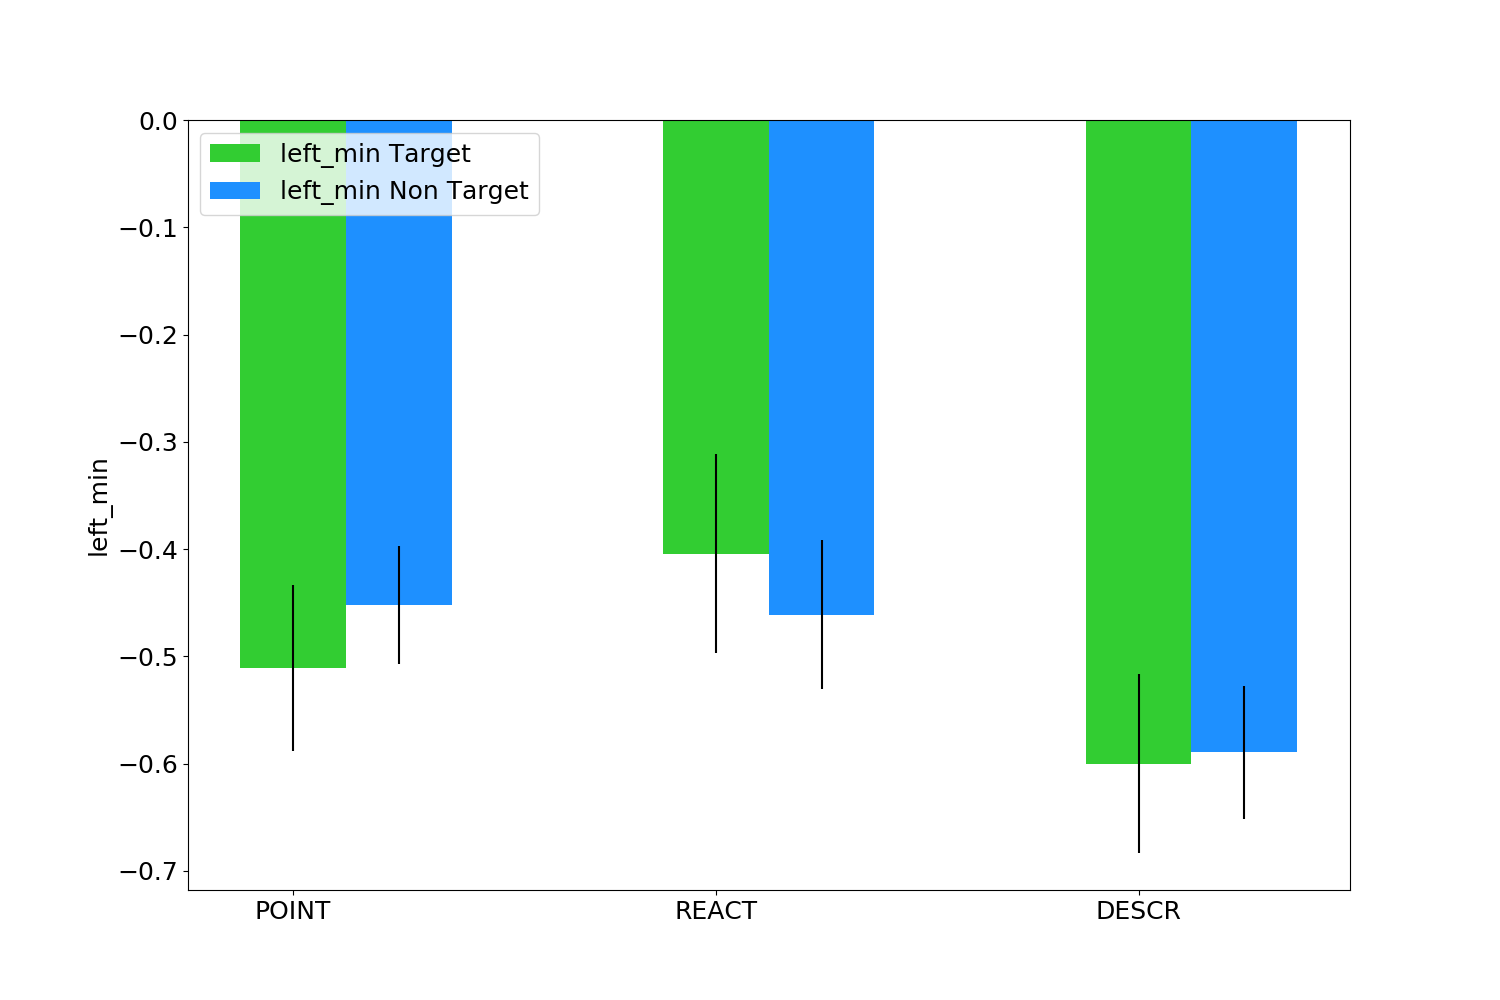 0.0
left_min Target
left_min Non Target
−0.1
−0.2
−0.3
−0.4
−0.5
−0.6
−0.7
left_min
POINT REACT DESCR